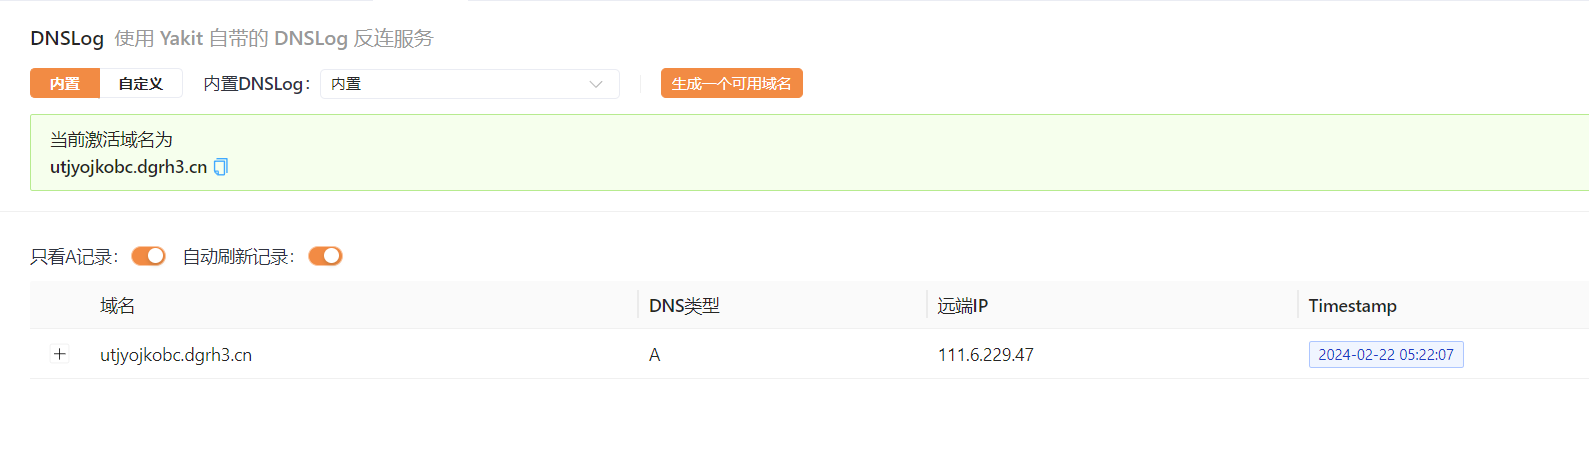 DNSLog 使用 Yakit 自带的 DNSLog 反连服务
内置 自定义 内置DNSLog： 内置 生成一个可用域名
当前激活域名为
utjyojkobc.dgrh3.cn
只看A记录： 自动刷新记录：
域名 DNS类型 远端IP Timestamp
utjyojkobc.dgrh3.cn A 111.6.229.47 2024-02-22 05:22:07